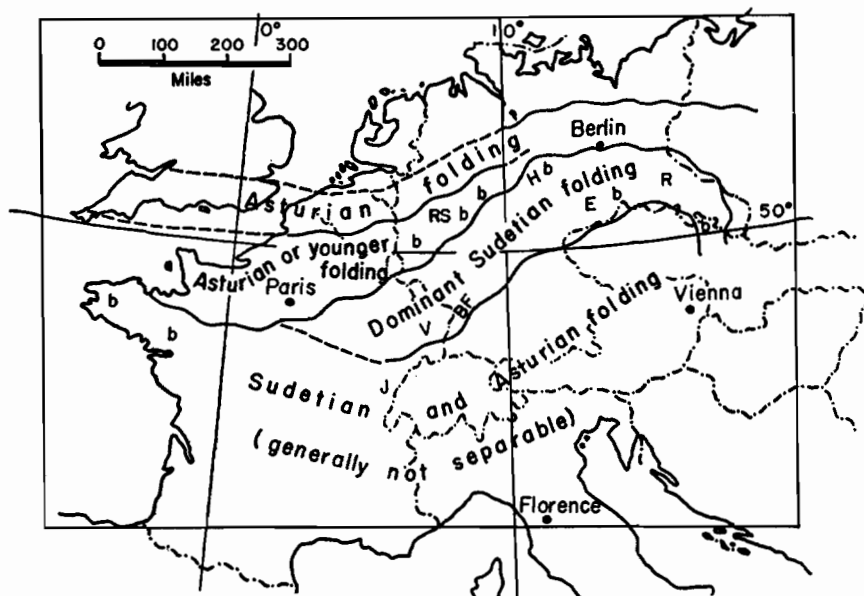 0 100 200 300
Miles
0°
10°
Berlin
Asturian folding
H b
E b
R
RS b b
b
b?
50°
Asturian or younger
folding
Paris
Dominant Sudetian folding
a
b
b
V
BF
Vienna
J
Sudetian and Asturian folding
(generally not separable)
Florence